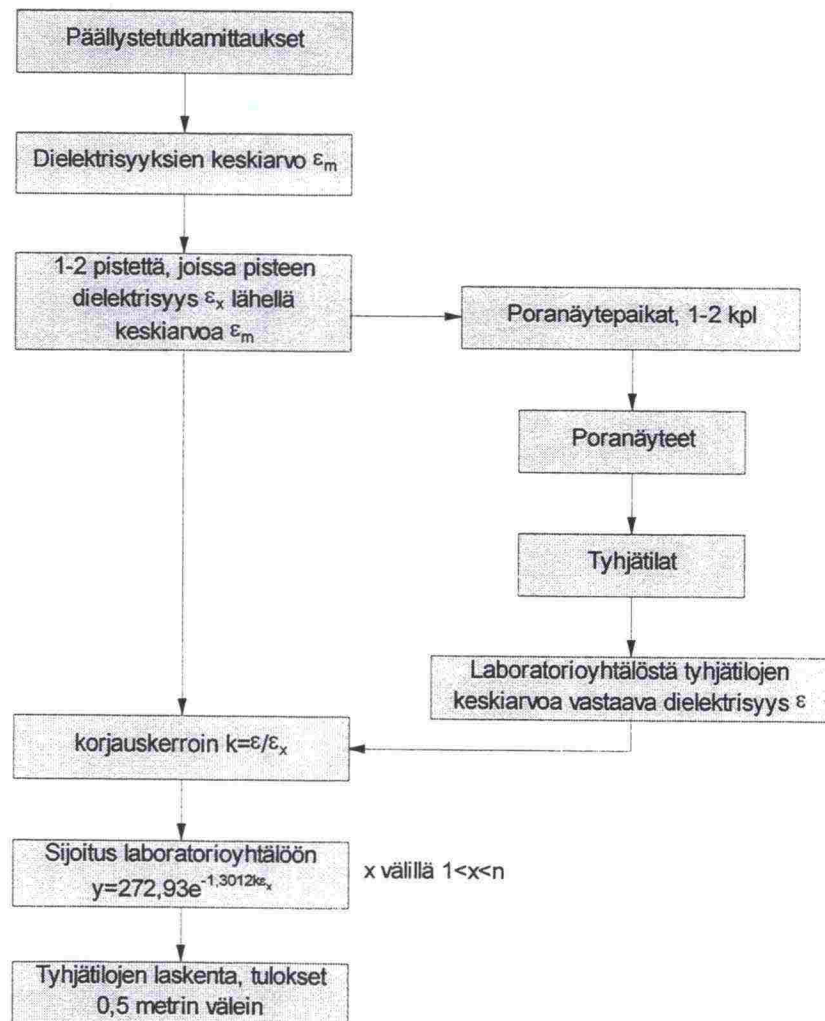 Päällystetutkamittaukset
Dielektrisyyksien keskiarvo εm
1-2 pistettä, joissa pisteen
dielektrisyys εx lähellä
keskiarvoa εm
Poranäytepaikat, 1-2 kpl
Poranäyteet
Tyhjätilat
Laboratorioyhtälöstä tyhjätilojen
keskiarvoa vastaava dielektrisyys ε
korjauskerroin k=ε/εx
Sijoitus laboratorioyhtälöön
y=272,93e-1,3012kεx
x välillä 1<x<n
Tyhjätilojen laskenta, tulokset
0,5 metrin välein